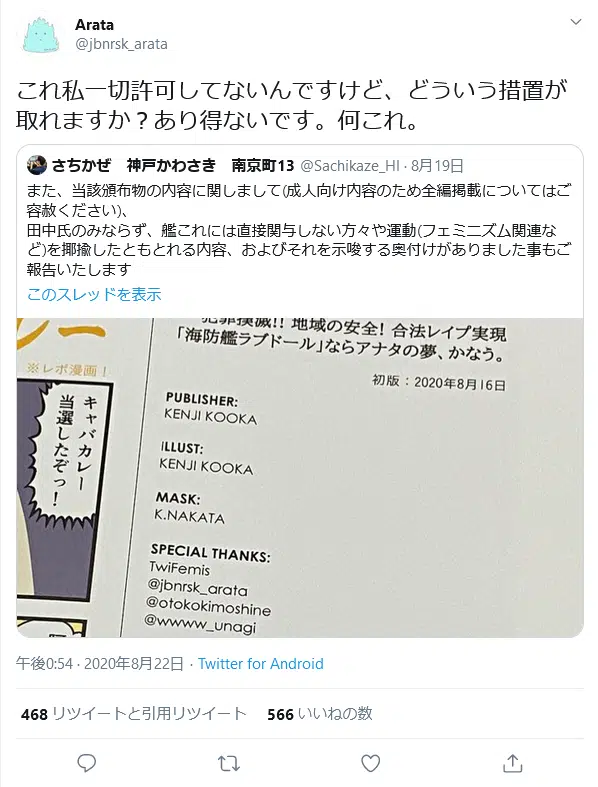 Arata
@jbnrsk_arata
これ私一切許可してないんですけど、どういう措置が
取れますか？あり得ないです。何これ。
さちかぜ　神戸かわさき　南京町13 @Sachikaze_HI · 8月19日
また、当該頒布物の内容に関しまして(成人向け内容のため全編掲載についてはご
容赦ください)、
田中氏のみならず、艦これには直接関与しない方々や運動(フェミニズム関連な
ど)を揶揄したともとれる内容、およびそれを示唆する奥付けがありました事もご
報告いたします
このスレッドを表示
レー
※レポ漫画！
キャバカレー
当選したぞっ！
犯罪撲滅!! 地域の安全! 合法レイプ実現
「海防艦ラブドール」ならアナタの夢、かなう。
初版：2020年8月16日
PUBLISHER:
KENJI KOOKA
ILLUST:
KENJI KOOKA
MASK:
K.NAKATA
SPECIAL THANKS:
TwiFemis
@jbnrsk_arata
@otokokimoshine
@wwww_unagi
午後0:54 · 2020年8月22日 · Twitter for Android
468 リツイートと引用リツイート 566 いいねの数